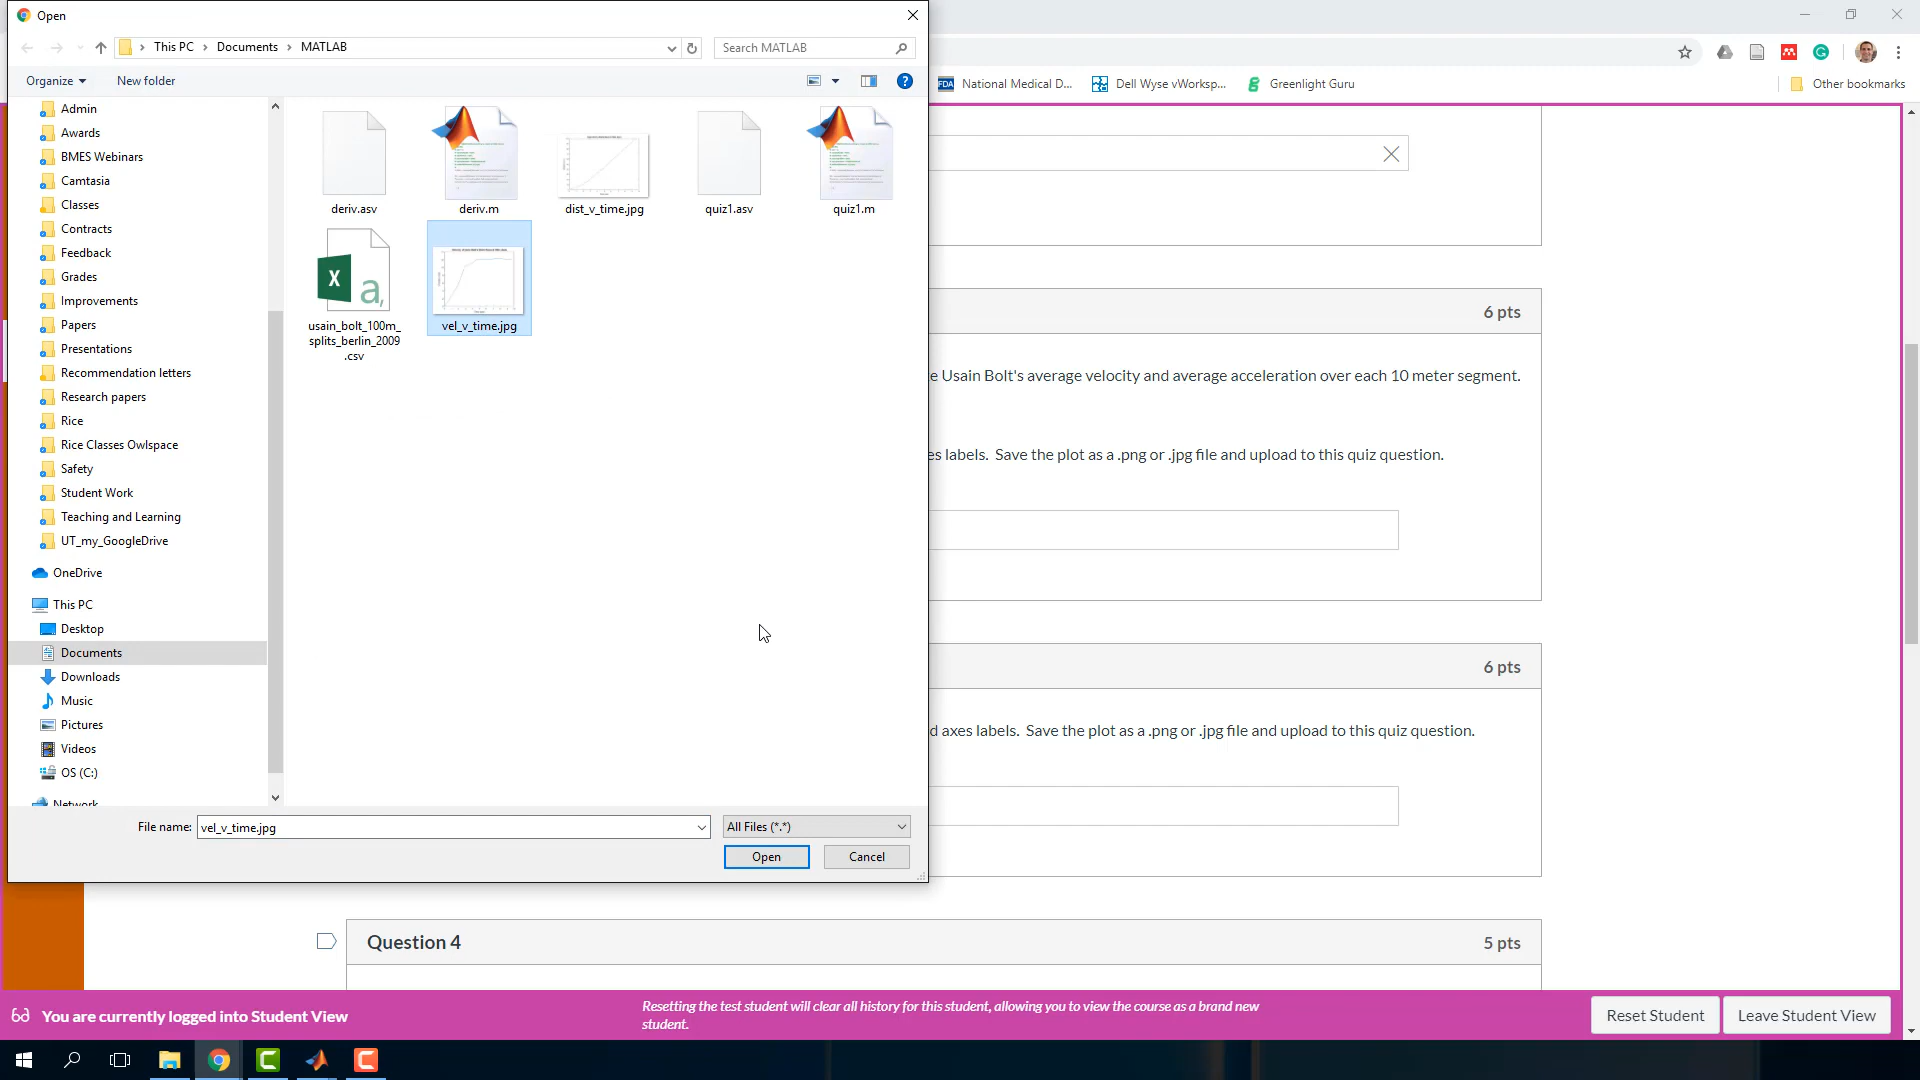 Open
This PC
Documents
MATLAB
Search MATLAB
Organize
New folder
National Medical D...
Dell Wyse vWorksp...
Greenlight Guru
Other bookmarks
Admin
Awards
BMES Webinars
Camtasia
Classes
Contracts
Feedback
Grades
Improvements
Papers
Presentations
Recommendation letters
Research papers
Rice
Rice Classes Owlspace
Safety
Student Work
Teaching and Learning
UT_my_GoogleDrive
OneDrive
This PC
Desktop
Documents
Downloads
Music
Pictures
Videos
OS (C:)
Network
deriv.asv
deriv.m
dist_v_time.jpg
quiz1.asv
quiz1.m
usain_bolt_100m_
splits_berlin_2009
.csv
vel_v_time.jpg
File name:
vel_v_time.jpg
All Files (*.*)
Open
Cancel
6 pts
e Usain Bolt's average velocity and average acceleration over each 10 meter segment.
es labels. Save the plot as a .png or .jpg file and upload to this quiz question.
6 pts
d axes labels. Save the plot as a .png or .jpg file and upload to this quiz question.
Question 4
5 pts
You are currently logged into Student View
Resetting the test student will clear all history for this student, allowing you to view the course as a brand new
student.
Reset Student
Leave Student View